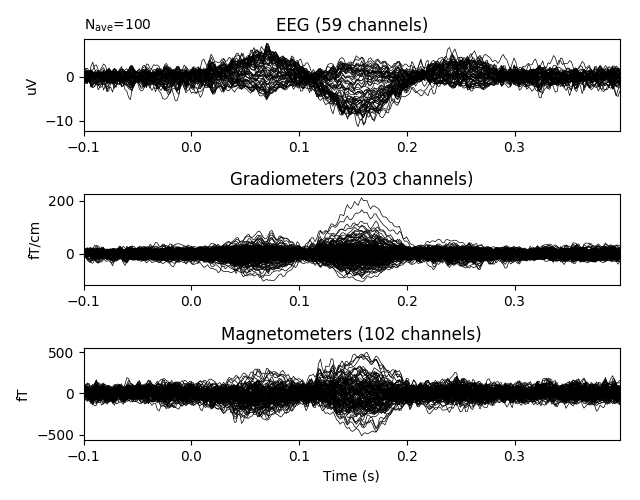 N_ave=100
EEG (59 channels)
uV
0
−10
−0.1 0.0 0.1 0.2 0.3
Gradiometers (203 channels)
fT/cm
200
0
−0.1 0.0 0.1 0.2 0.3
Magnetometers (102 channels)
fT
500
0
−500
−0.1 0.0 0.1 0.2 0.3
Time (s)